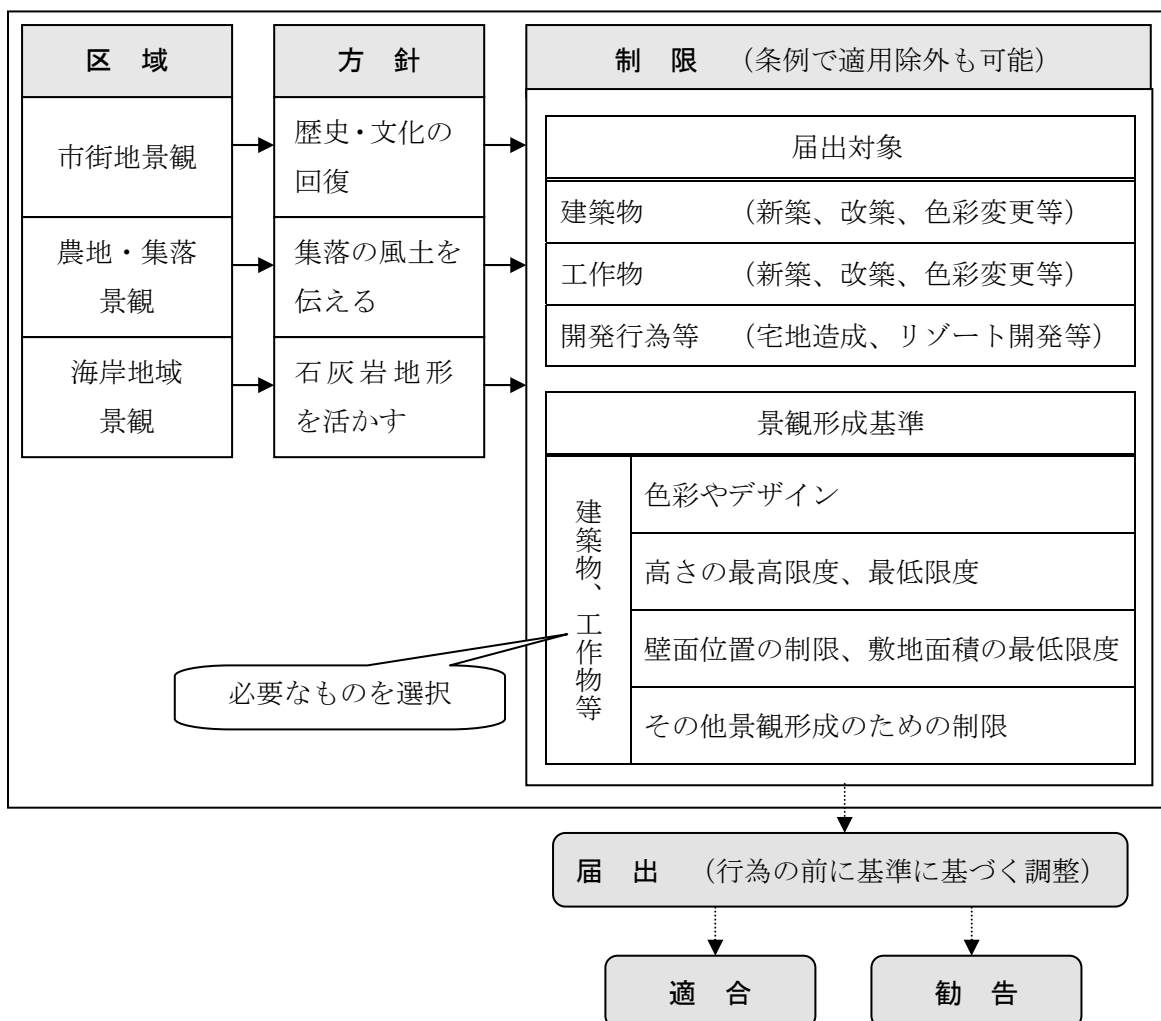 区　域
方　針
制　限　（条例で適用除外も可能）
市街地景観
歴史・文化の
回復
農地・集落
景観
集落の風土を
伝える
海岸地域
景観
石灰岩地形
を活かす
届出対象
建築物　　　（新築、改築、色彩変更等）
工作物　　　（新築、改築、色彩変更等）
開発行為等　（宅地造成、リゾート開発等）
景観形成基準
建築物、工作物等
色彩やデザイン
高さの最高限度、最低限度
壁面位置の制限、敷地面積の最低限度
その他景観形成のための制限
必要なものを選択
届　出　（行為の前に基準に基づく調整）
適　合
勧　告